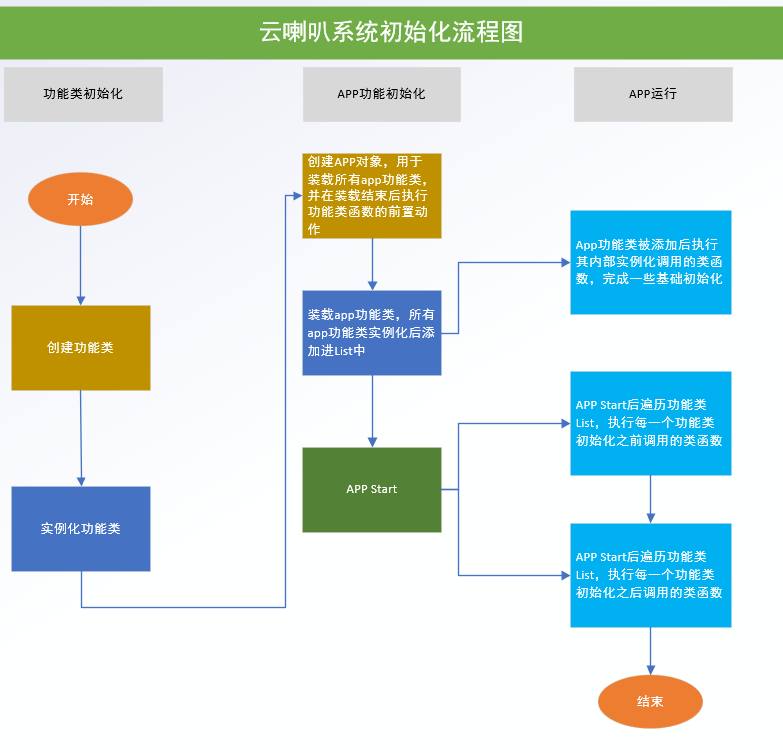 云喇叭系统初始化流程图
功能类初始化
APP功能初始化
APP运行
开始
创建功能类
实例化功能类
创建APP对象，用于
装载所有app功能类，
并在装载结束后执行
功能类函数的前置动
作
装载app功能类，所有
app功能类实例化后添
加进List中
APP Start
App功能类被添加后执行
其内部实例化调用的类函
数，完成一些基础初始化
APP Start后遍历功能类
List，执行每一个功能类
初始化之前调用的类函数
APP Start后遍历功能类
List，执行每一个功能类
初始化之后调用的类函数
结束